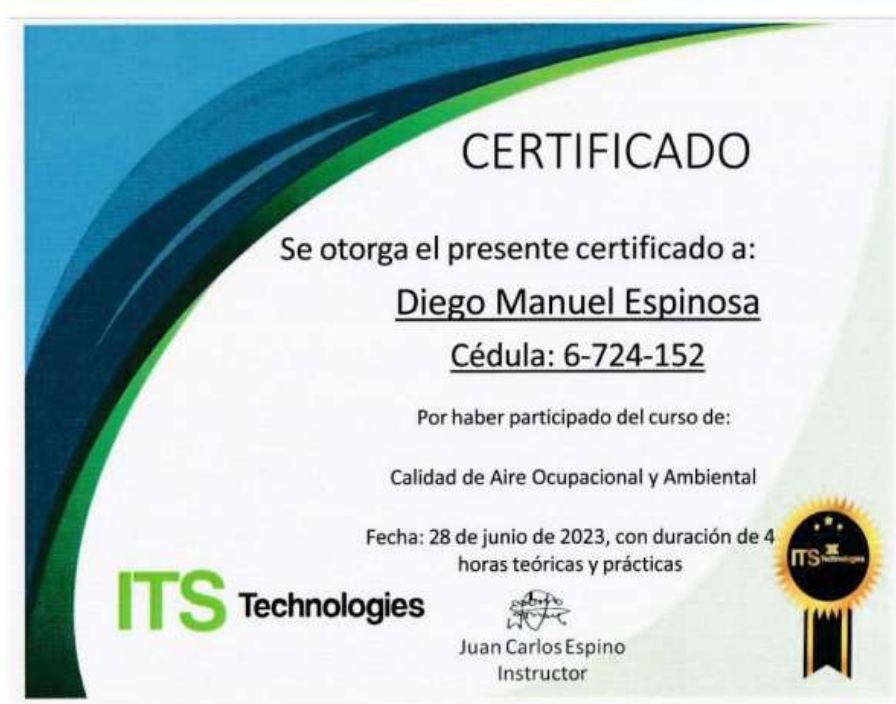 CERTIFICADO
Se otorga el presente certificado a:
Diego Manuel Espinosa
Cédula: 6-724-152
Por haber participado del curso de:
Calidad de Aire Ocupacional y Ambiental
Fecha: 28 de junio de 2023, con duración de 4
horas teóricas y prácticas
ITS Technologies
Juan Carlos Espino
Instructor
ITS Technologies